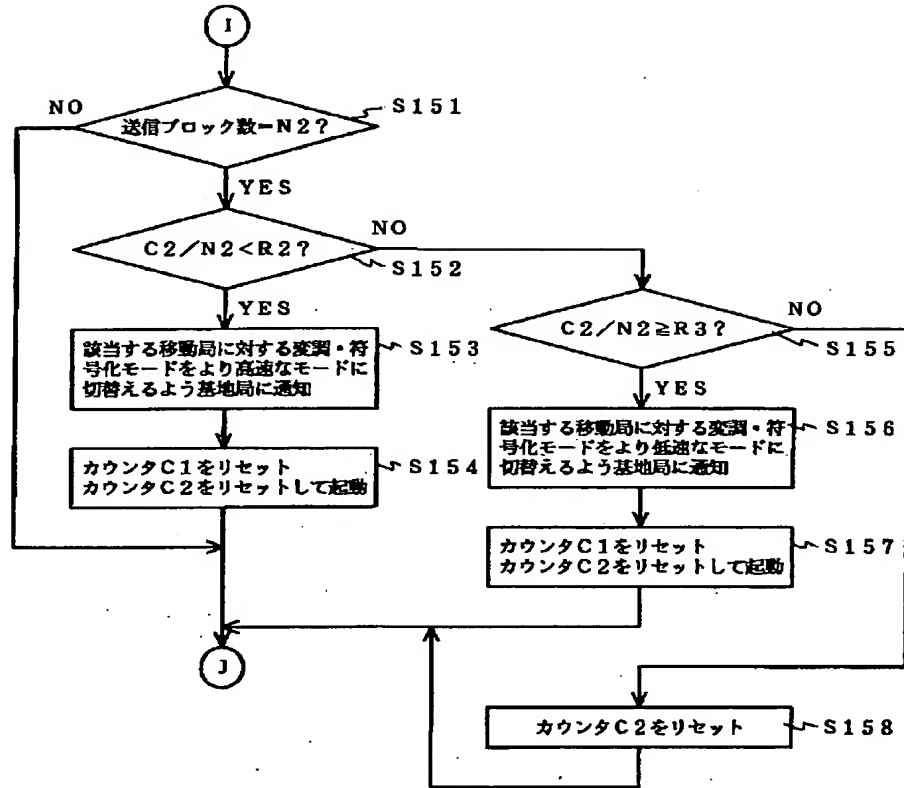 I
NO
送信ブロック数=N2?
S151
YES
NO
C2/N2<R2?
S152
YES
NO
C2/N2≧R3?
S155
該当する移動局に対する変調・符
号化モードをより高速なモードに
切替えるよう基地局に通知
S153
YES
該当する移動局に対する変調・符
号化モードをより低速なモードに
切替えるよう基地局に通知
S156
カウンタC1をリセット
カウンタC2をリセットして起動
S154
カウンタC1をリセット
カウンタC2をリセットして起動
S157
J
カウンタC2をリセット
S158